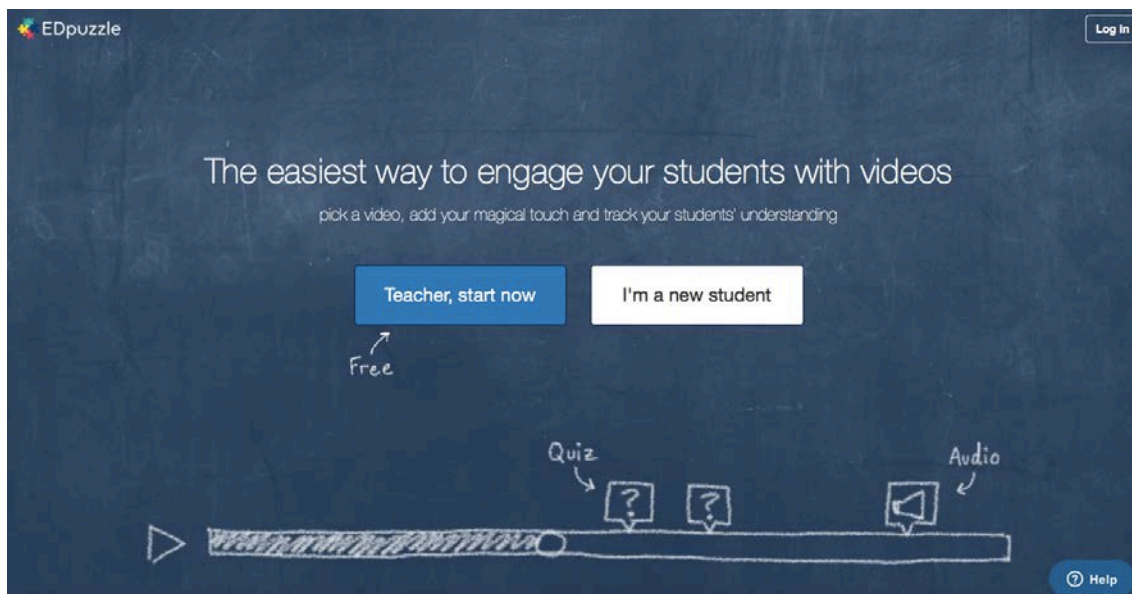 EDpuzzle
Log in
The easiest way to engage your students with videos
pick a video, add your magical touch and track your students' understanding
Teacher, start now
I'm a new student
Free
Quiz
Audio
?
?
? Help